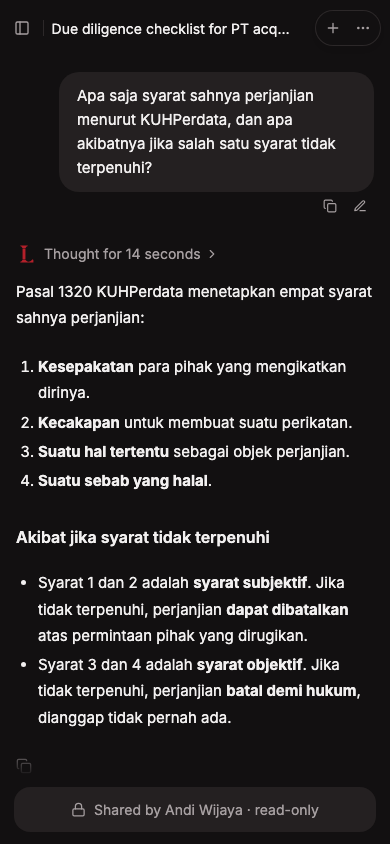 Due diligence checklist for PT acq...
Apa saja syarat sahnya perjanjian
menurut KUHPerdata, dan apa
akibatnya jika salah satu syarat tidak
terpenuhi?
L Thought for 14 seconds
Pasal 1320 KUHPerdata menetapkan empat syarat
sahnya perjanjian:
1. Kesepakatan para pihak yang mengikatkan
dirinya.
2. Kecakapan untuk membuat suatu perikatan.
3. Suatu hal tertentu sebagai objek perjanjian.
4. Suatu sebab yang halal.
Akibat jika syarat tidak terpenuhi
• Syarat 1 dan 2 adalah syarat subjektif. Jika
tidak terpenuhi, perjanjian dapat dibatalkan
atas permintaan pihak yang dirugikan.
• Syarat 3 dan 4 adalah syarat objektif. Jika
tidak terpenuhi, perjanjian batal demi hukum,
dianggap tidak pernah ada.
Shared by Andi Wijaya · read-only